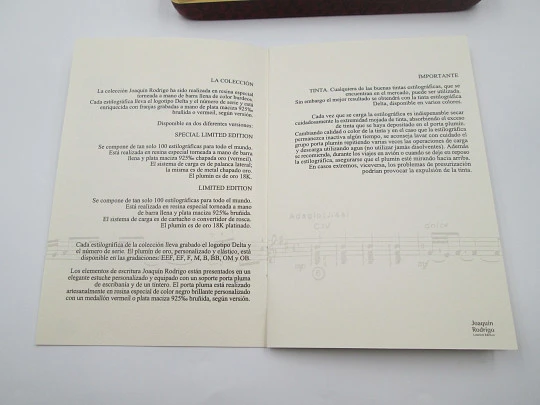 LA COLECCIÓN
La colección Joaquín Rodrigo ha sido realizada en resina especial
torneada a mano de barra llena de color burdeos.
Cada estilográfica lleva el logotipo Delta y el número de serie y está
enriquecida con franjas grabadas a mano de plata maciza 925‰
bruñida o vermeil, según versión.
Disponible en dos diferentes versiones:
SPECIAL LIMITED EDITION
Se compone de tan solo 100 estilográficas para todo el mundo.
Está realizada en resina especial torneada a mano de barra
llena y plata maciza 925‰ chapada oro (vermeil).
El sistema de carga es de palanca lateral;
la misma es de metal chapado oro.
El plumín es de oro 18K.
LIMITED EDITION
Se compone de tan solo estilográficas para todo el mundo.
Está realizada en resina especial torneada a mano
de barra llena y plata maciza 925‰ bruñida.
El sistema de carga es de cartucho o convertidor de rosca.
El plumín es de oro 18K platinado.
Cada estilográfica de la colección lleva grabado el logotipo Delta y
el número de serie. El plumín de oro, personalizado y elástico, está
disponible en las gradaciones: EEF, EF, F, M, B, BB, OM y OB.
Los elementos de escritura Joaquín Rodrigo están presentados en un
elegante estuche personalizado y equipado con un soporte porta pluma
de escribanía y de un tintero. El porta pluma está realizado
artesanalmente en resina especial de color negro brillante personalizado
con un medallón vermeil o plata maciza 925‰ bruñida, según versión.
IMPORTANTE
TINTA. Cualquiera de las buenas tintas estilográficas, que se
encuentran en el mercado, puede ser utilizada.
Sin embargo el mejor resultado se obtendrá con la tinta estilográfica
Delta, disponible en varios colores.
Cada vez que se carga la estilográfica es indispensable secar
cuidadosamente la extremidad mojada de tinta, absorbiendo el exceso
de tinta que se haya depositado en el porta plumín.
Cambiando calidad o color de la tinta y en el caso que la estilográfica
permanezca inactiva algún tiempo, se aconseja lavar con cuidado el
grupo porta plumín repitiendo varias veces las operaciones de carga
y descarga utilizando agua (no utilizar jamás disolventes). Además
se recomienda, durante los viajes en avión o cuando se deje en reposo
la estilográfica, asegurarse que el plumín esté mirando hacia arriba.
En casos extremos, viceversa, los problemas de presurización
podrían provocar la expulsión de la tinta.
mp
mf
Joaquín
Rodrigo